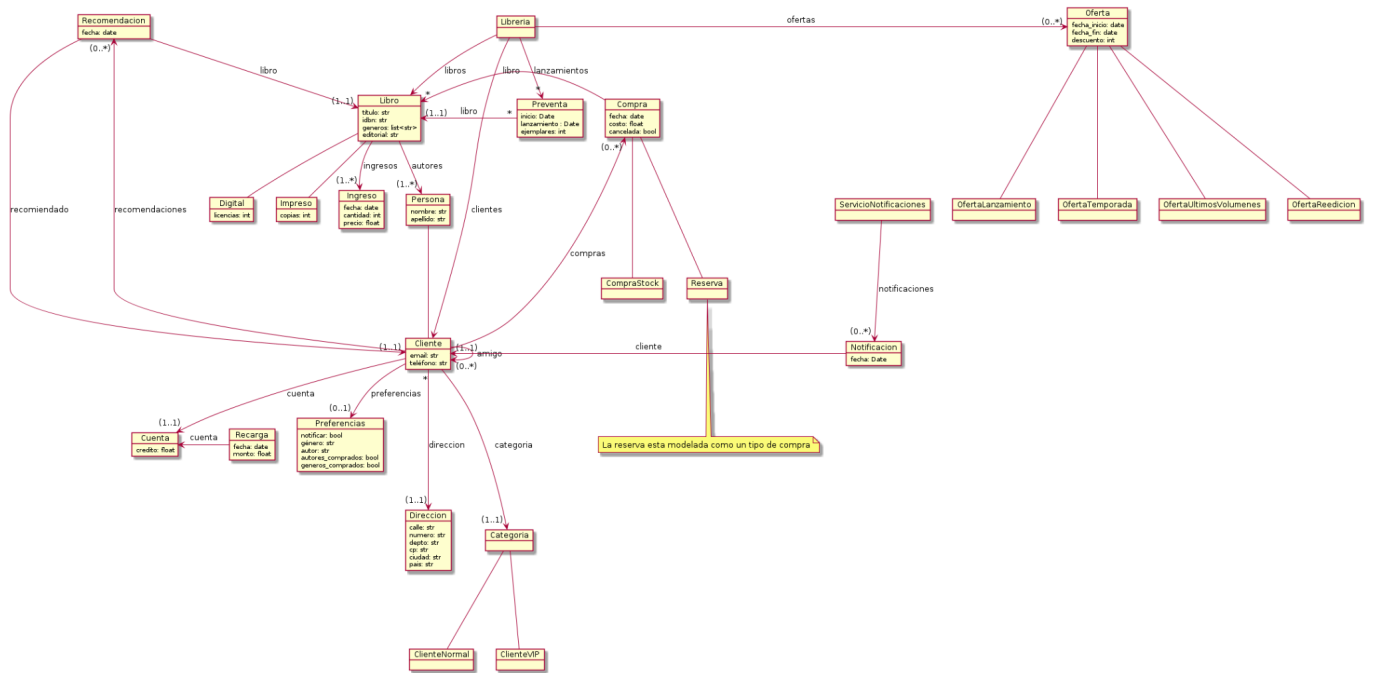 Recomendacion
fecha: date
Libreria
Oferta
fecha_inicio: date
fecha_fin: date
descuento: int
ofertas
(0..*)
(0..*)
libro
libros
libro
lanzamientos
(1..1)
*
*
Libro
título: str
idbn: str
generos: list<str>
editorial: str
(1..1)
libro
*
Preventa
inicio: Date
lanzamiento : Date
ejemplares: int
Compra
fecha: date
costo: float
cancelada: bool
(0..*)
ingresos
autores
(1..*)
(1..*)
Digital
licencias: int
Impreso
copias: int
Ingreso
fecha: date
cantidad: int
precio: float
Persona
nombre: str
apellido: str
ServicioNotificaciones
OfertaLanzamiento
OfertaTemporada
OfertaUltimosVolumenes
OfertaReedicion
recomiendado
recomendaciones
clientes
compras
CompraStock
Reserva
notificaciones
(0..*)
(1..1)
Cliente
email: str
teléfono: str
(1..1)
amigo
(0..*)
cliente
Notificacion
fecha: Date
*
cuenta
preferencias
(1..1)
(0..1)
Cuenta
credito: float
cuenta
Recarga
fecha: date
monto: float
Preferencias
notificar: bool
género: str
autor: str
autores_comprados: bool
generos_comprados: bool
direccion
categoria
La reserva esta modelada como un tipo de compra
(1..1)
(1..1)
Direccion
calle: str
numero: str
depto: str
cp: str
ciudad: str
pais: str
Categoria
ClienteNormal
ClienteVIP